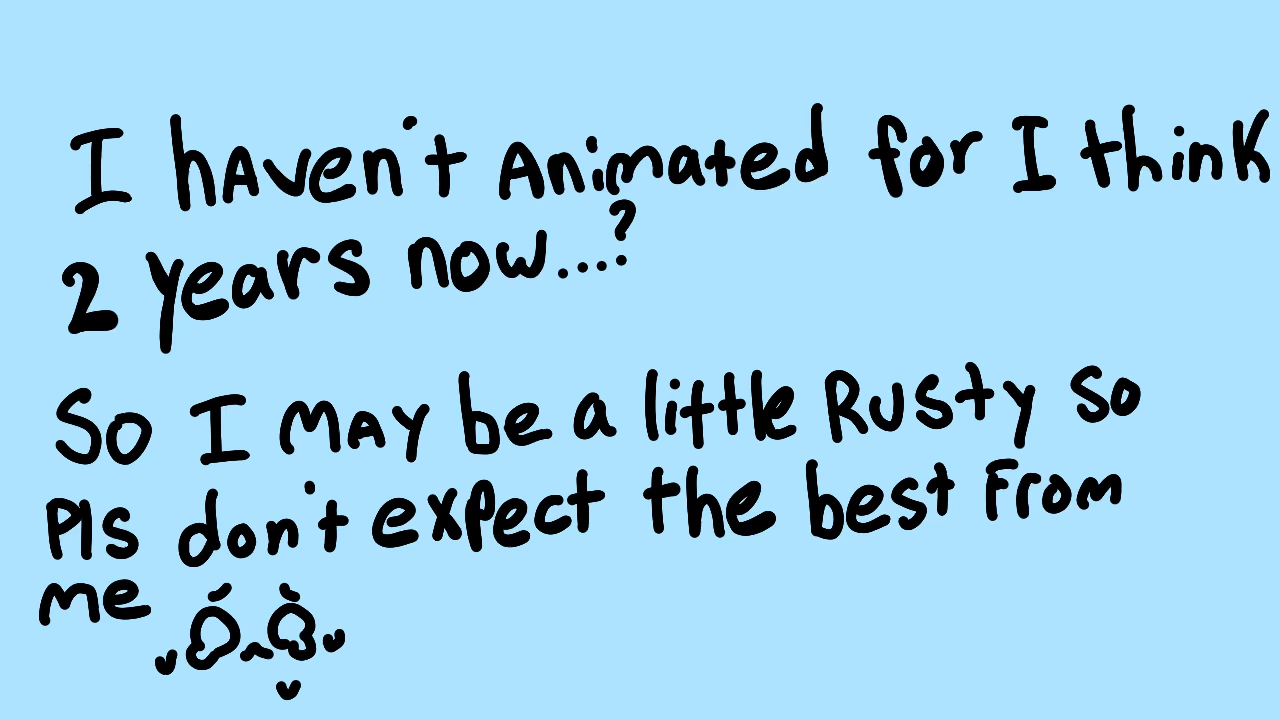 I haven't Animated for I think
2 years now...?
So I may be a little Rusty so
Pls don't expect the best from
me